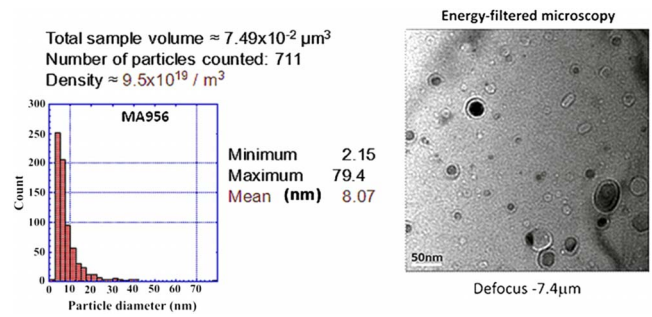 Total sample volume ≈ 7.49x10⁻² µm³
Number of particles counted: 711
Density ≈ 9.5x10¹⁹ / m³
300
250
200
150
100
50
0
Count
MA956
0 10 20 30 40 50 60 70
Particle diameter (nm)
Minimum 2.15
Maximum 79.4
Mean (nm) 8.07
Energy-filtered microscopy
50nm
Defocus -7.4µm